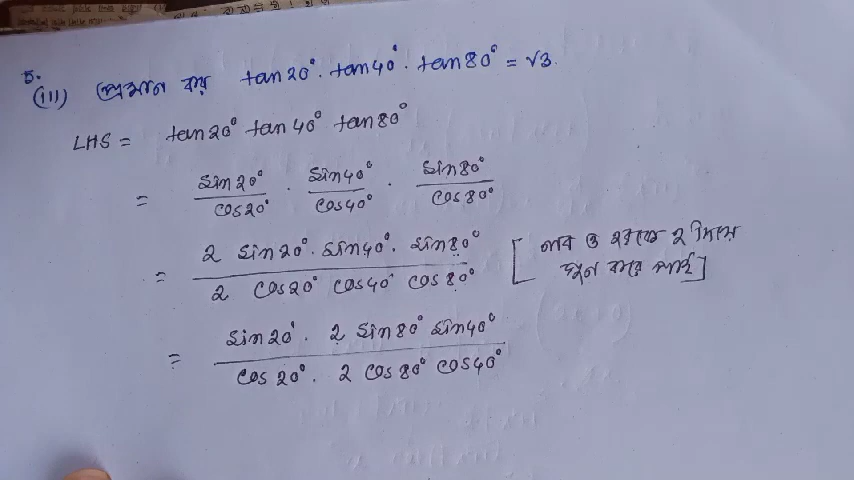 5.
(iii) প্রমাণ কর tan20°. tan40°. tan80° = √3.
LHS = tan20° tan40° tan80°
= sin20°/cos20° . sin40°/cos40° . sin80°/cos80°
= 2 sin20°. sin40°. sin80° / 2 cos20° cos40° cos80° [লব ও হরকে 2 দিয়ে
গুন করে পাই]
= sin20°. 2 sin80° sin40° / cos20°. 2 cos80° cos40°